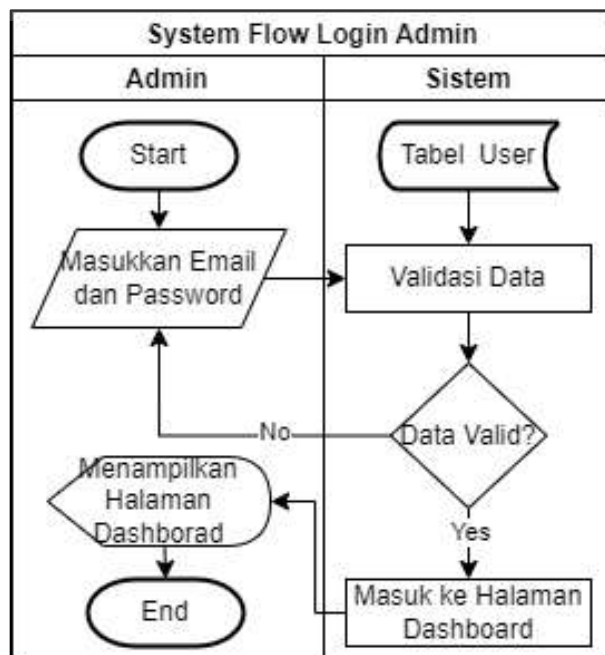 System Flow Login Admin
Admin
Sistem
Start
Tabel User
Masukkan Email
dan Password
Validasi Data
No
Data Valid?
Menampilkan
Halaman
Dashborad
Yes
End
Masuk ke Halaman
Dashboard